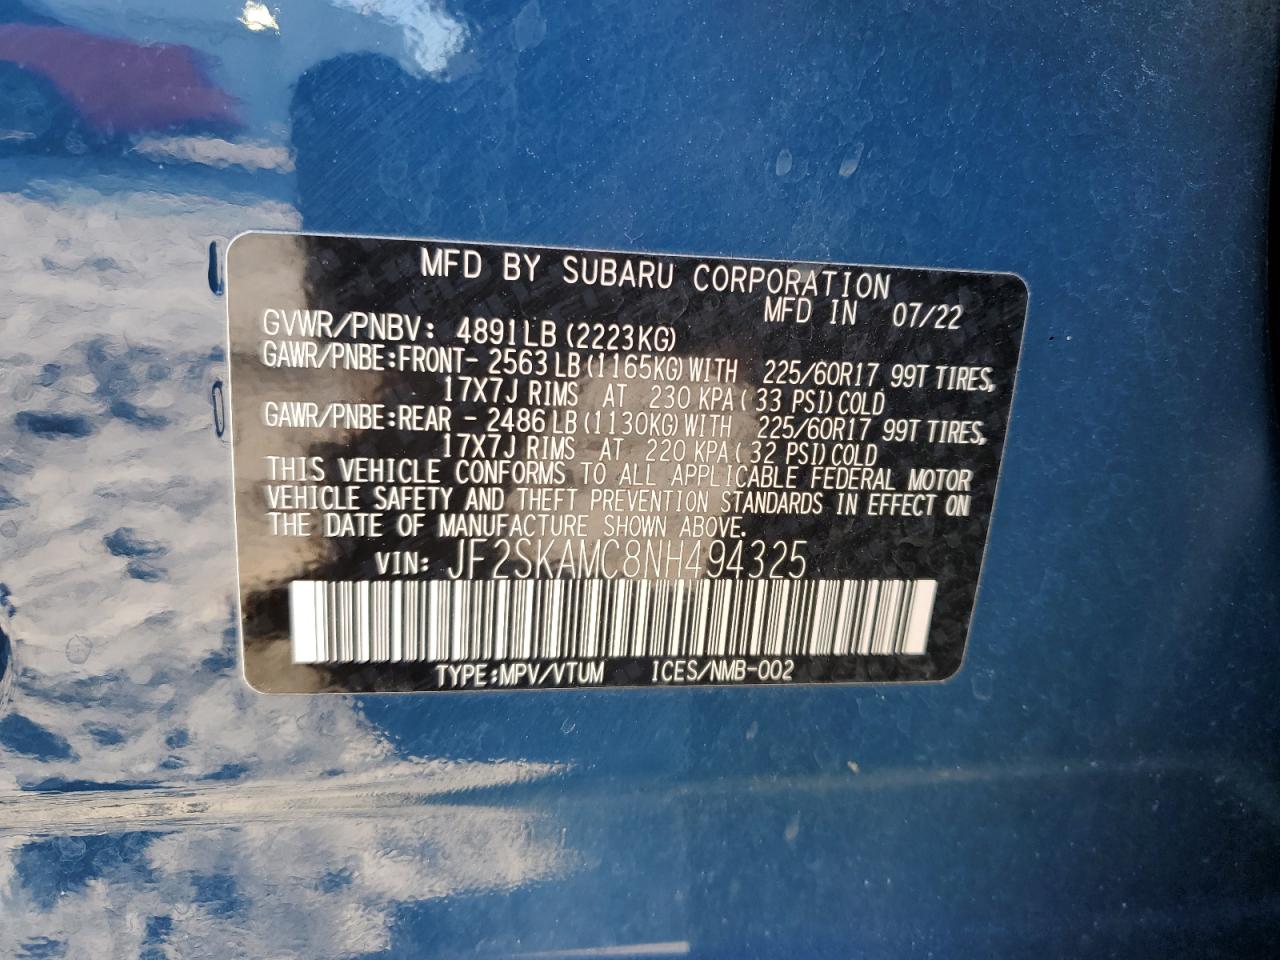 MFD BY SUBARU CORPORATION
MFD IN 07/22
GVWR/PNBV: 4891LB (2223KG)
GAWR/PNBE:FRONT- 2563 LB (1165KG) WITH 225/60R17 99T TIRES,
17X7J RIMS AT 230 KPA ( 33 PSI) COLD
GAWR/PNBE:REAR - 2486 LB (1130KG) WITH 225/60R17 99T TIRES,
17X7J RIMS AT 220 KPA ( 32 PSI) COLD
THIS VEHICLE CONFORMS TO ALL APPLICABLE FEDERAL MOTOR
VEHICLE SAFETY AND THEFT PREVENTION STANDARDS IN EFFECT ON
THE DATE OF MANUFACTURE SHOWN ABOVE.
VIN: JF2SKAMC8NH494325
TYPE:MPV/VTUM ICES/NMB-002